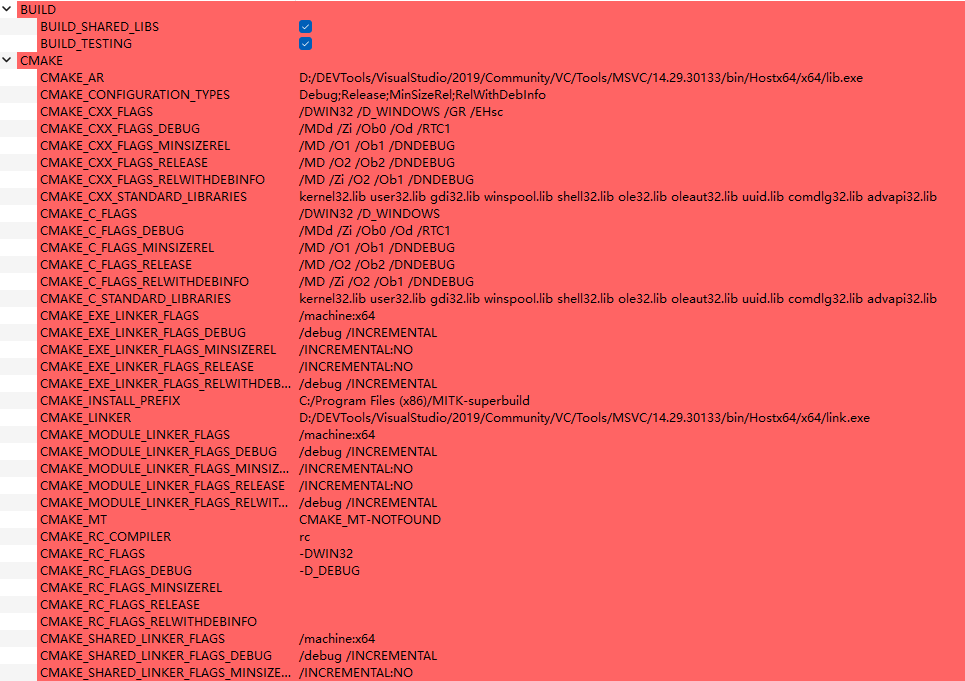 BUILD
BUILD_SHARED_LIBS
BUILD_TESTING
CMAKE
CMAKE_AR D:/DEVTools/VisualStudio/2019/Community/VC/Tools/MSVC/14.29.30133/bin/Hostx64/x64/lib.exe
CMAKE_CONFIGURATION_TYPES Debug;Release;MinSizeRel;RelWithDebInfo
CMAKE_CXX_FLAGS /DWIN32 /D_WINDOWS /GR /EHsc
CMAKE_CXX_FLAGS_DEBUG /MDd /Zi /Ob0 /Od /RTC1
CMAKE_CXX_FLAGS_MINSIZEREL /MD /O1 /Ob1 /DNDEBUG
CMAKE_CXX_FLAGS_RELEASE /MD /O2 /Ob2 /DNDEBUG
CMAKE_CXX_FLAGS_RELWITHDEBINFO /MD /Zi /O2 /Ob1 /DNDEBUG
CMAKE_CXX_STANDARD_LIBRARIES kernel32.lib user32.lib gdi32.lib winspool.lib shell32.lib ole32.lib oleaut32.lib uuid.lib comdlg32.lib advapi32.lib
CMAKE_C_FLAGS /DWIN32 /D_WINDOWS
CMAKE_C_FLAGS_DEBUG /MDd /Zi /Ob0 /Od /RTC1
CMAKE_C_FLAGS_MINSIZEREL /MD /O1 /Ob1 /DNDEBUG
CMAKE_C_FLAGS_RELEASE /MD /O2 /Ob2 /DNDEBUG
CMAKE_C_FLAGS_RELWITHDEBINFO /MD /Zi /O2 /Ob1 /DNDEBUG
CMAKE_C_STANDARD_LIBRARIES kernel32.lib user32.lib gdi32.lib winspool.lib shell32.lib ole32.lib oleaut32.lib uuid.lib comdlg32.lib advapi32.lib
CMAKE_EXE_LINKER_FLAGS /machine:x64
CMAKE_EXE_LINKER_FLAGS_DEBUG /debug /INCREMENTAL
CMAKE_EXE_LINKER_FLAGS_MINSIZEREL /INCREMENTAL:NO
CMAKE_EXE_LINKER_FLAGS_RELEASE /INCREMENTAL:NO
CMAKE_EXE_LINKER_FLAGS_RELWITHDEB... /debug /INCREMENTAL
CMAKE_INSTALL_PREFIX C:/Program Files (x86)/MITK-superbuild
CMAKE_LINKER D:/DEVTools/VisualStudio/2019/Community/VC/Tools/MSVC/14.29.30133/bin/Hostx64/x64/link.exe
CMAKE_MODULE_LINKER_FLAGS /machine:x64
CMAKE_MODULE_LINKER_FLAGS_DEBUG /debug /INCREMENTAL
CMAKE_MODULE_LINKER_FLAGS_MINSIZ... /INCREMENTAL:NO
CMAKE_MODULE_LINKER_FLAGS_RELEASE /INCREMENTAL:NO
CMAKE_MODULE_LINKER_FLAGS_RELWIT... /debug /INCREMENTAL
CMAKE_MT CMAKE_MT-NOTFOUND
CMAKE_RC_COMPILER rc
CMAKE_RC_FLAGS -DWIN32
CMAKE_RC_FLAGS_DEBUG -D_DEBUG
CMAKE_RC_FLAGS_MINSIZEREL
CMAKE_RC_FLAGS_RELEASE
CMAKE_RC_FLAGS_RELWITHDEBINFO
CMAKE_SHARED_LINKER_FLAGS /machine:x64
CMAKE_SHARED_LINKER_FLAGS_DEBUG /debug /INCREMENTAL
CMAKE_SHARED_LINKER_FLAGS_MINSIZE... /INCREMENTAL:NO